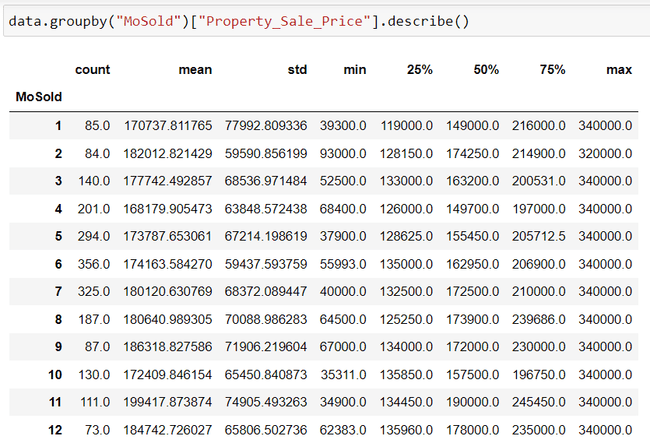 data.groupby("MoSold")["Property_Sale_Price"].describe()
count mean std min 25% 50% 75% max
MoSold
1 85.0 170737.811765 77992.809336 39300.0 119000.0 149000.0 216000.0 340000.0
2 84.0 182012.821429 59590.856199 93000.0 128150.0 174250.0 214900.0 320000.0
3 140.0 177742.492857 68536.971484 52500.0 133000.0 163200.0 200531.0 340000.0
4 201.0 168179.905473 63848.572438 68400.0 126000.0 149700.0 197000.0 340000.0
5 294.0 173787.653061 67214.198619 37900.0 128625.0 155450.0 205712.5 340000.0
6 356.0 174163.584270 59437.593759 55993.0 135000.0 162950.0 206900.0 340000.0
7 325.0 180120.630769 68372.089447 40000.0 132500.0 172500.0 210000.0 340000.0
8 187.0 180640.989305 70088.986283 64500.0 125250.0 173900.0 239686.0 340000.0
9 87.0 186318.827586 71906.219604 67000.0 134000.0 172000.0 230000.0 340000.0
10 130.0 172409.846154 65450.840873 35311.0 135850.0 157500.0 196750.0 340000.0
11 111.0 199417.873874 74905.493263 34900.0 134450.0 190000.0 245450.0 340000.0
12 73.0 184742.726027 65806.502736 62383.0 135960.0 178000.0 235000.0 340000.0